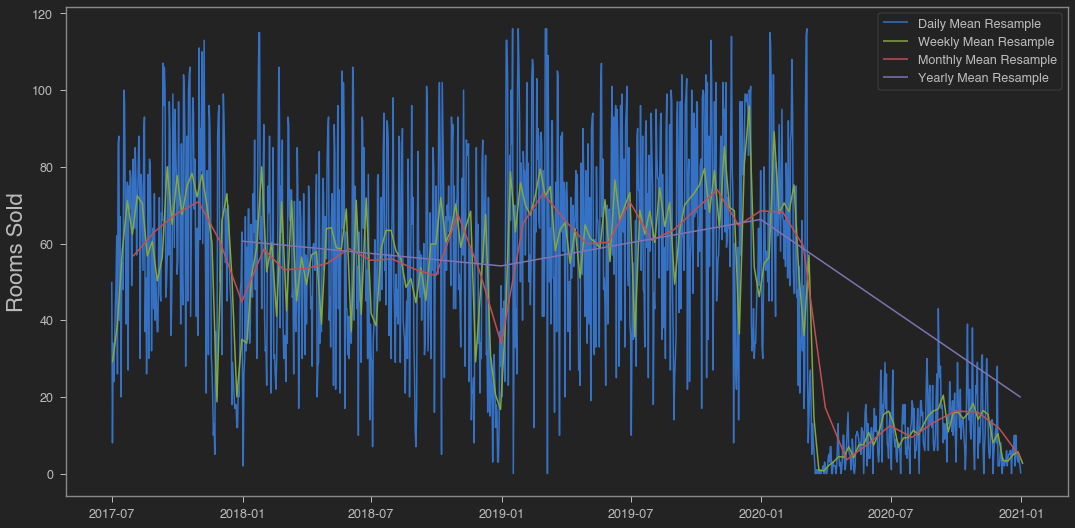 120
100
80
60
40
20
0
Rooms Sold
Daily Mean Resample
Weekly Mean Resample
Monthly Mean Resample
Yearly Mean Resample
2017-07 2018-01 2018-07 2019-01 2019-07 2020-01 2020-07 2021-01